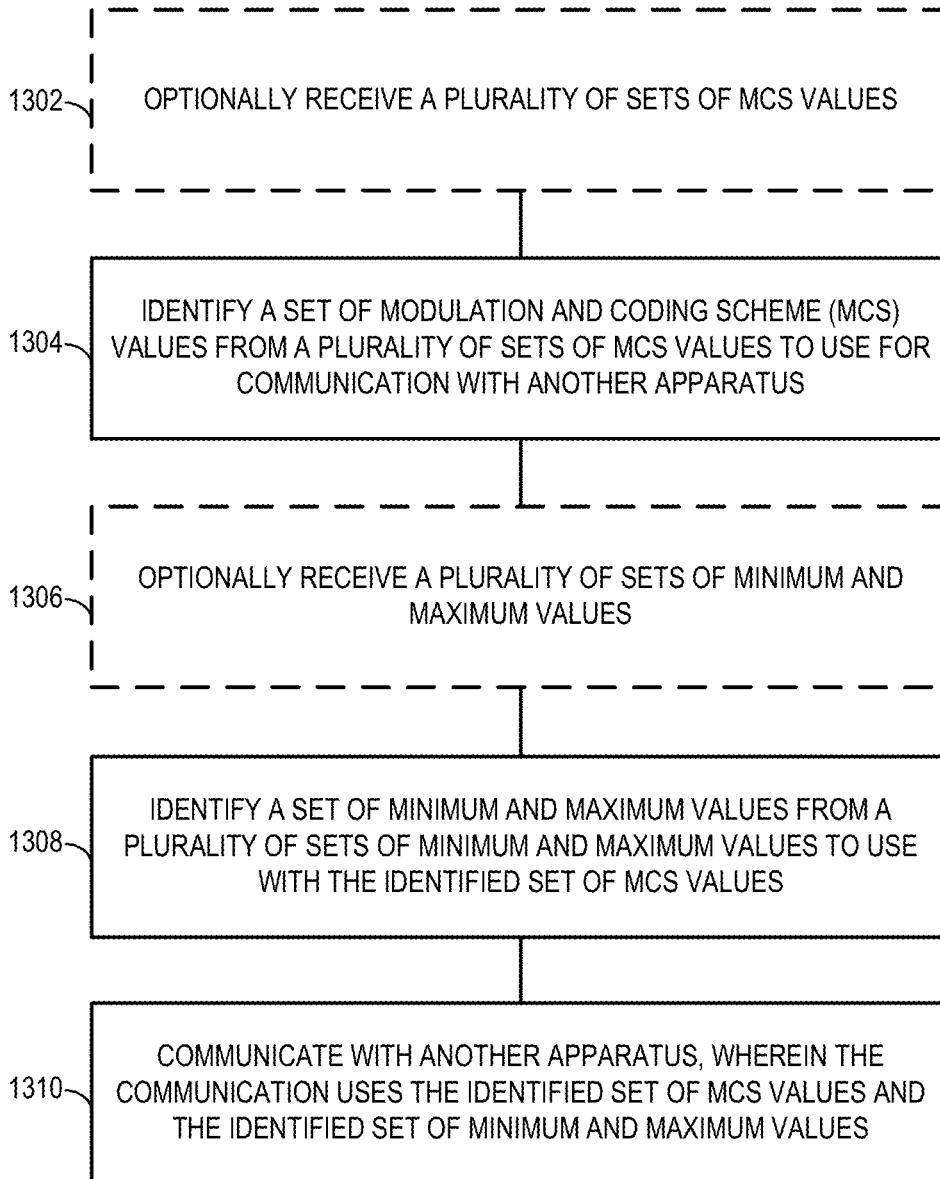 1302
OPTIONALLY RECEIVE A PLURALITY OF SETS OF MCS VALUES
1304
IDENTIFY A SET OF MODULATION AND CODING SCHEME (MCS)
VALUES FROM A PLURALITY OF SETS OF MCS VALUES TO USE FOR
COMMUNICATION WITH ANOTHER APPARATUS
1306
OPTIONALLY RECEIVE A PLURALITY OF SETS OF MINIMUM AND
MAXIMUM VALUES
1308
IDENTIFY A SET OF MINIMUM AND MAXIMUM VALUES FROM A
PLURALITY OF SETS OF MINIMUM AND MAXIMUM VALUES TO USE
WITH THE IDENTIFIED SET OF MCS VALUES
1310
COMMUNICATE WITH ANOTHER APPARATUS, WHEREIN THE
COMMUNICATION USES THE IDENTIFIED SET OF MCS VALUES AND
THE IDENTIFIED SET OF MINIMUM AND MAXIMUM VALUES